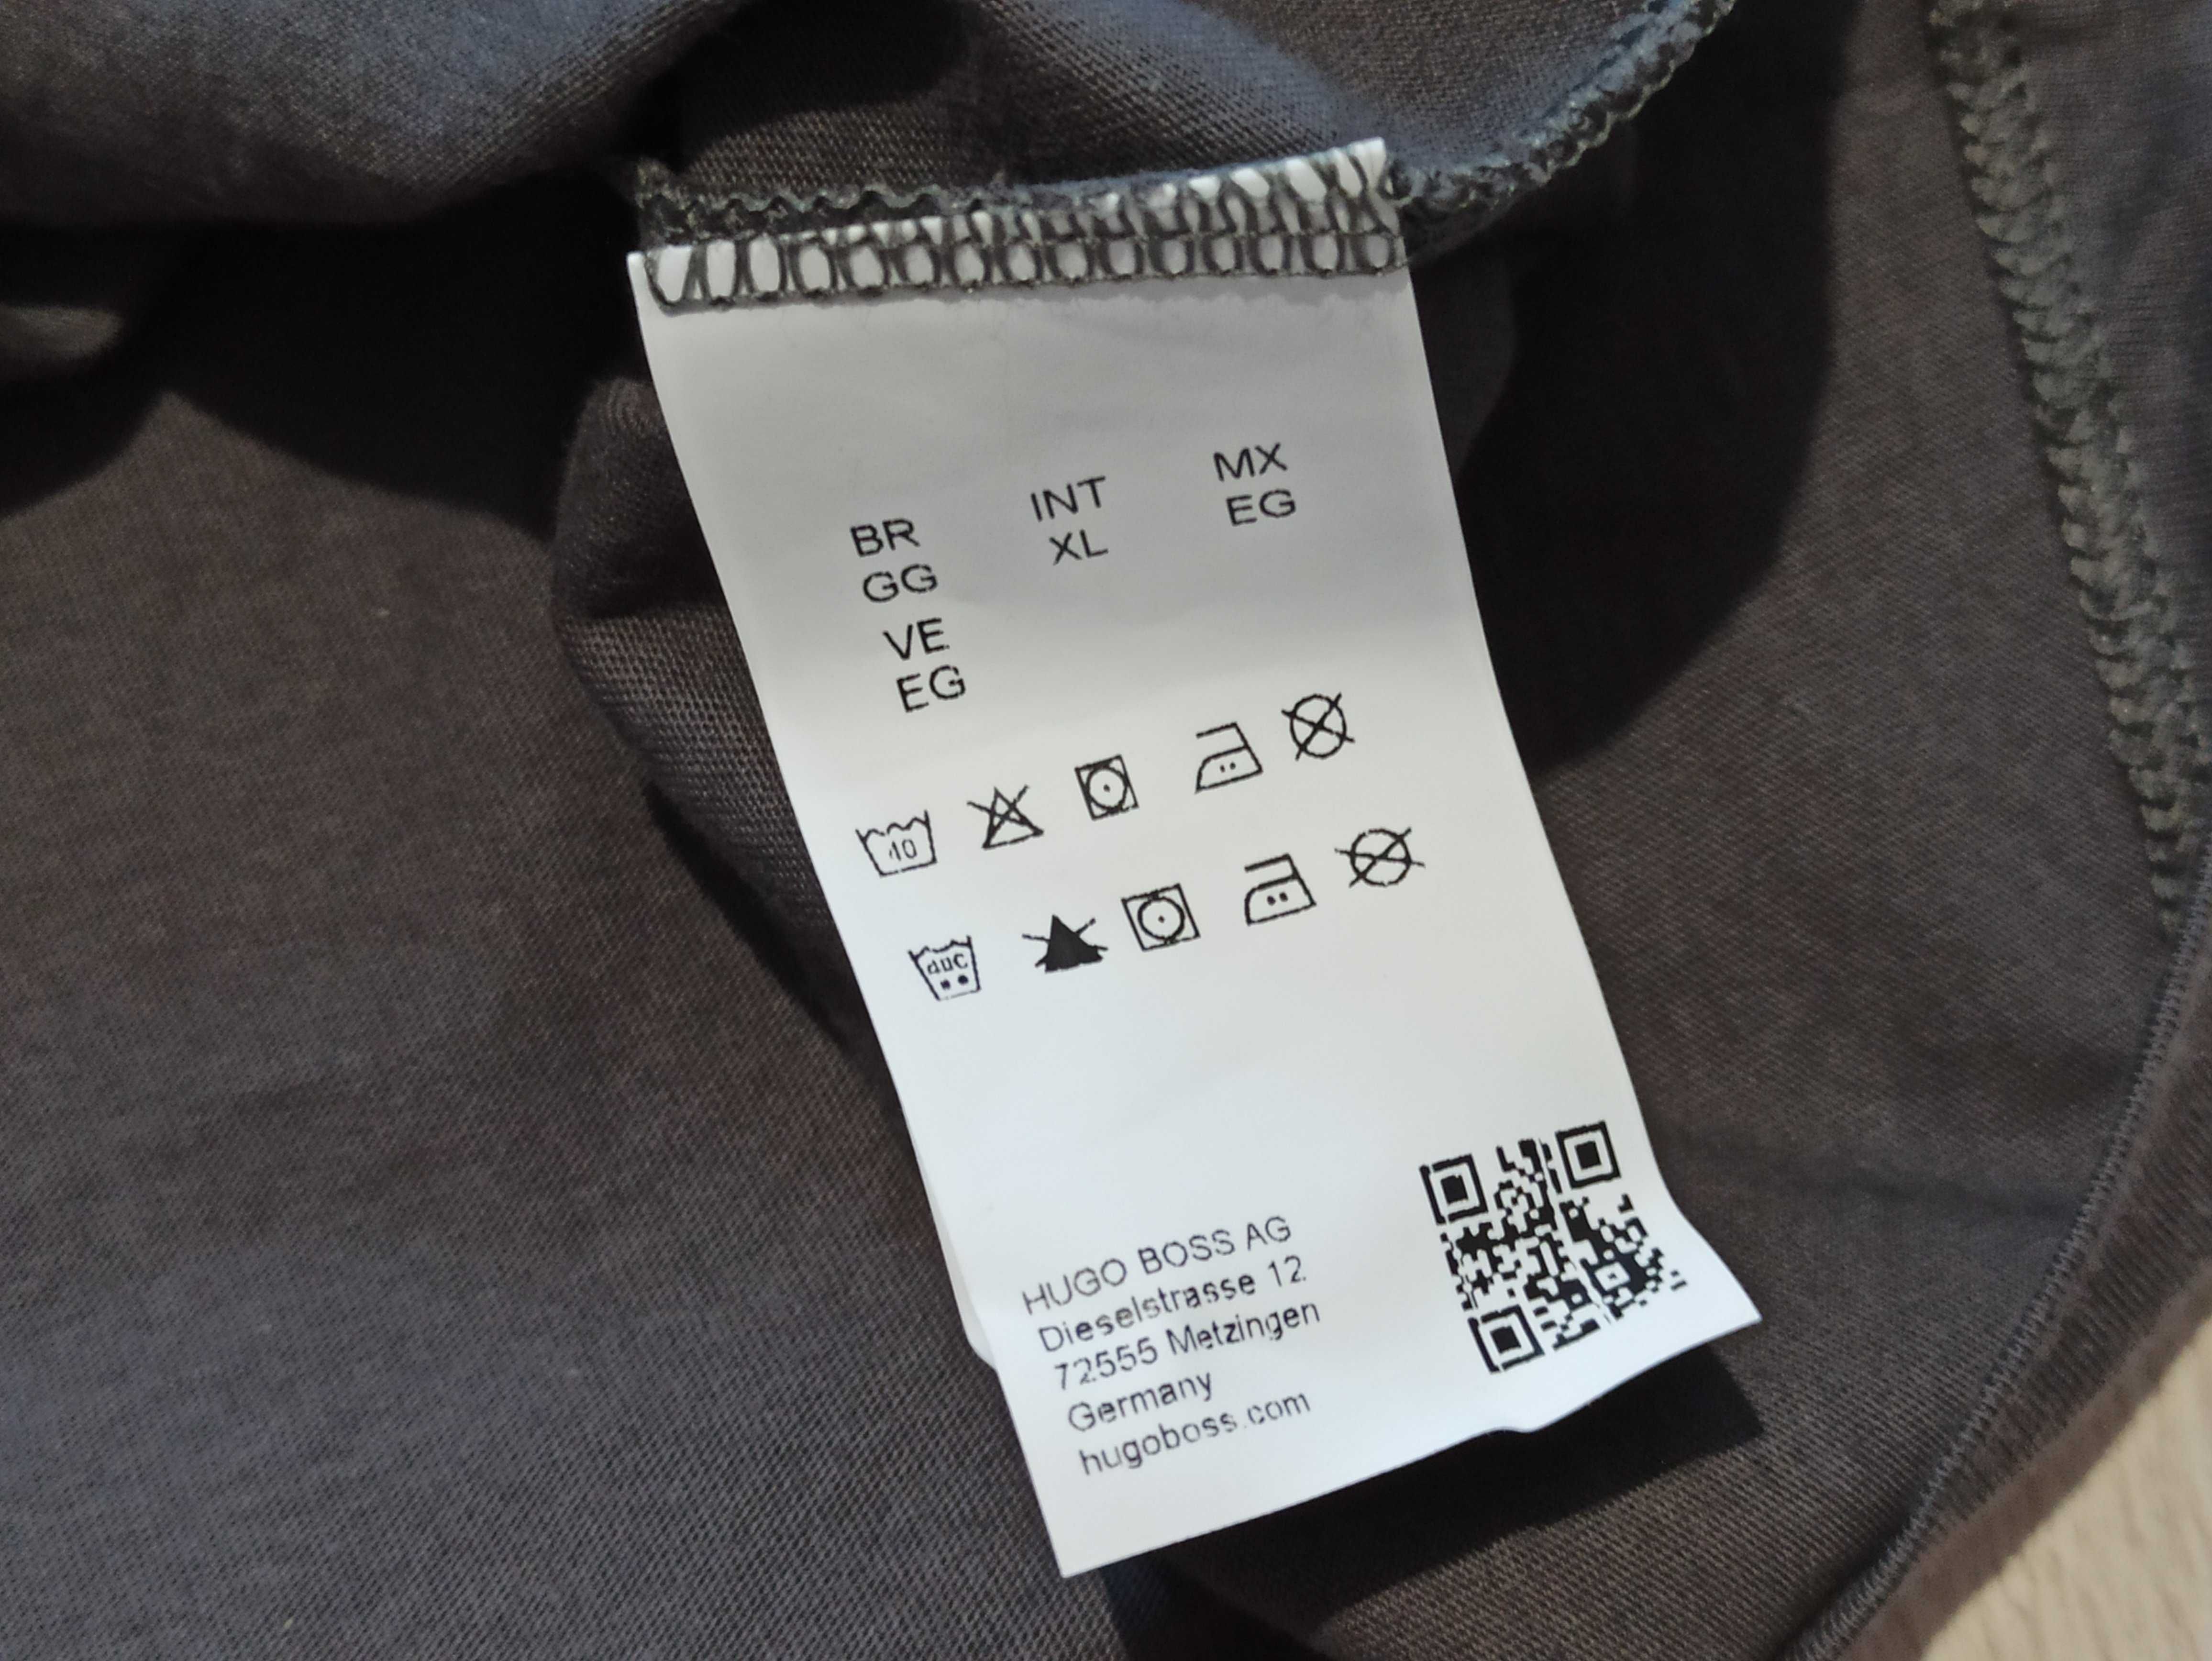 BR INT MX
GG XL EG
VE
EG
40
40C
HUGO BOSS AG
Dieselstrasse 12
72555 Metzingen
Germany
hugoboss.com